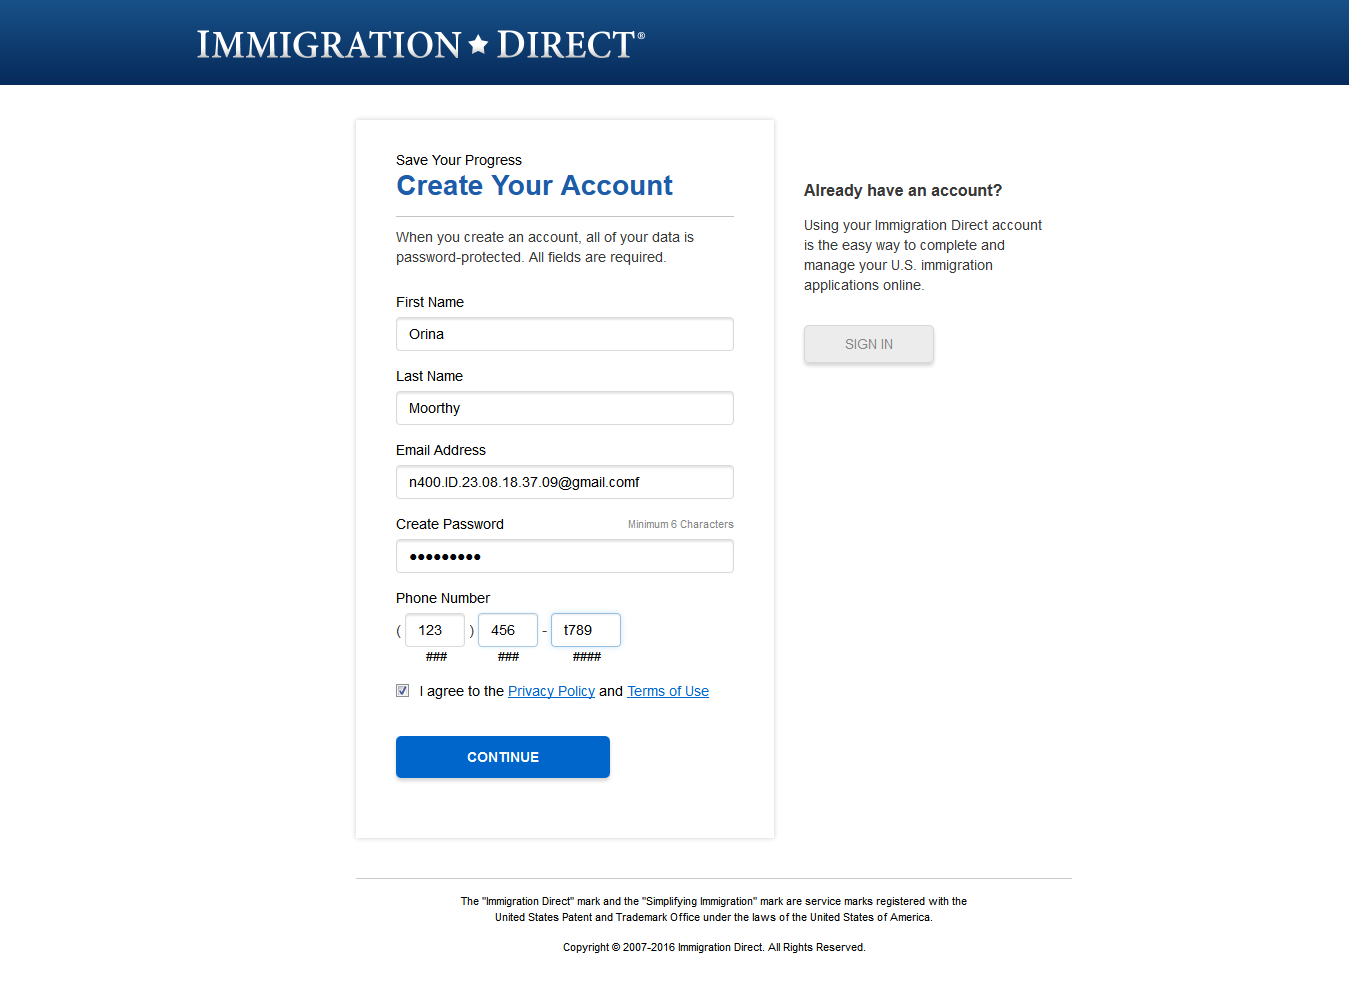 IMMIGRATION★DIRECT®
Save Your Progress
Create Your Account
When you create an account, all of your data is
password-protected. All fields are required.
First Name
Orina
Last Name
Moorthy
Email Address
n400.ID.23.08.18.37.09@gmail.comf
Create Password Minimum 6 Characters
●●●●●●●●●
Phone Number
( 123 ) 456 - t789
### ### ####
I agree to the Privacy Policy and Terms of Use
CONTINUE
Already have an account?
Using your Immigration Direct account
is the easy way to complete and
manage your U.S. immigration
applications online.
SIGN IN
The "Immigration Direct" mark and the "Simplifying Immigration" mark are service marks registered with the
United States Patent and Trademark Office under the laws of the United States of America.
Copyright © 2007-2016 Immigration Direct. All Rights Reserved.